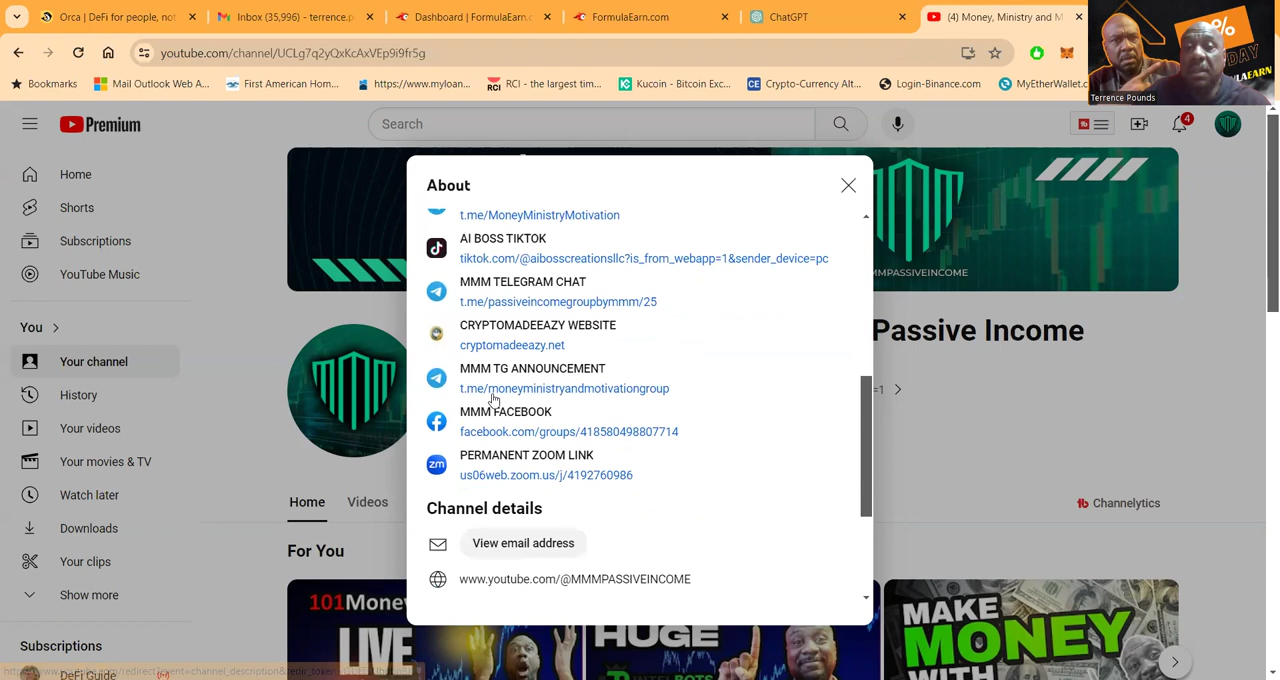 Orca | DeFi for people, not
Inbox (35,996) - terrence.p
Dashboard | FormulaEarn.c
FormulaEarn.com
ChatGPT
(4) Money, Ministry and M
youtube.com/channel/UCLg7q2yQxKcAxVEp9i9fr5g
Bookmarks
Mail Outlook Web A...
First American Hom...
https://www.myloan...
RCI - the largest tim...
Kucoin - Bitcoin Exc...
Crypto-Currency Alt...
Login-Binance.com
MyEtherWallet.c
Terrence Pounds
Premium
Search
4
Home
Shorts
Subscriptions
YouTube Music
You
Your channel
History
Your videos
Your movies & TV
Watch later
Downloads
Your clips
Show more
Subscriptions
DeFi Guide
About
t.me/MoneyMinistryMotivation
AI BOSS TIKTOK
tiktok.com/@aibosscreationsllc?is_from_webapp=1&sender_device=pc
MMM TELEGRAM CHAT
t.me/passiveincomegroupbymmm/25
CRYPTOMADEEAZY WEBSITE
cryptomadeeazy.net
MMM TG ANNOUNCEMENT
t.me/moneyministryandmotivationgroup
MMM FACEBOOK
facebook.com/groups/418580498807714
PERMANENT ZOOM LINK
us06web.zoom.us/j/4192760986
Channel details
View email address
www.youtube.com/@MMMPASSIVEINCOME
MMPASSIVEINCOME
Passive Income
=1
Home
Videos
Channelytics
For You
101Money
LIVE
HUGE
INTELBOTS
MAKE
MONEY
WITH